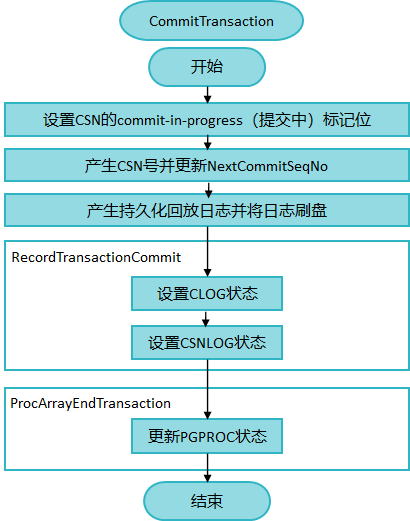 CommitTransaction
开始
设置CSN的commit-in-progress（提交中）标记位
产生CSN号并更新NextCommitSeqNo
产生持久化回放日志并将日志刷盘
RecordTransactionCommit
设置CLOG状态
设置CSNLOG状态
ProcArrayEndTransaction
更新PGPROC状态
结束